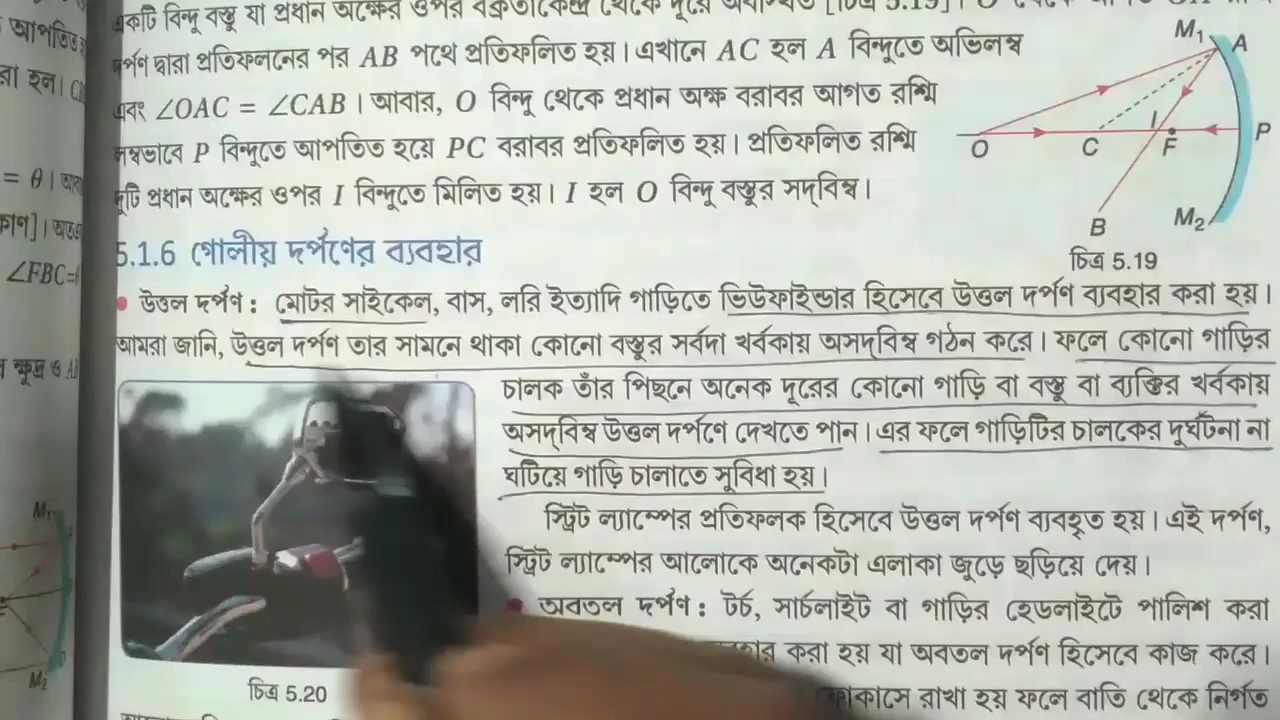 একটি বিন্দু বস্তু যা প্রধান অক্ষের ওপর বক্রতাকেন্দ্র থেকে দূরে অবস্থিত [চিত্র 5.19]। O থেকে
দর্পণ দ্বারা প্রতিফলনের পর AB পথে প্রতিফলিত হয়। এখানে AC হল A বিন্দুতে অভিলম্ব
এবং ∠OAC = ∠CAB । আবার, O বিন্দু থেকে প্রধান অক্ষ বরাবর আগত রশ্মি
লম্বভাবে P বিন্দুতে আপতিত হয়ে PC বরাবর প্রতিফলিত হয়। প্রতিফলিত রশ্মি
দুটি প্রধান অক্ষের ওপর I বিন্দুতে মিলিত হয়। I হল O বিন্দু বস্তুর সদ্‌বিম্ব।
M₁ A
O C I F P
B M₂
চিত্র 5.19
5.1.6 গোলীয় দর্পণের ব্যবহার
• উত্তল দর্পণ : মোটর সাইকেল, বাস, লরি ইত্যাদি গাড়িতে ভিউফাইন্ডার হিসেবে উত্তল দর্পণ ব্যবহার করা হয়।
আমরা জানি, উত্তল দর্পণ তার সামনে থাকা কোনো বস্তুর সর্বদা খর্বকায় অসদ্‌বিম্ব গঠন করে। ফলে কোনো গাড়ির
চালক তাঁর পিছনে অনেক দূরের কোনো গাড়ি বা বস্তু বা ব্যক্তির খর্বকায়
অসদ্‌বিম্ব উত্তল দর্পণে দেখতে পান। এর ফলে গাড়িটির চালকের দুর্ঘটনা না
ঘটিয়ে গাড়ি চালাতে সুবিধা হয়।
স্ট্রিট ল্যাম্পের প্রতিফলক হিসেবে উত্তল দর্পণ ব্যবহৃত হয়। এই দর্পণ,
স্ট্রিট ল্যাম্পের আলোকে অনেকটা এলাকা জুড়ে ছড়িয়ে দেয়।
• অবতল দর্পণ : টর্চ, সার্চলাইট বা গাড়ির হেডলাইটে পালিশ করা
করা হয় যা অবতল দর্পণ হিসেবে কাজ করে।
রাখা হয় ফলে বাতি থেকে নির্গত
চিত্র 5.20
আপতিত
রা হল।
= θ।
∠FBC=
M₁
M₂